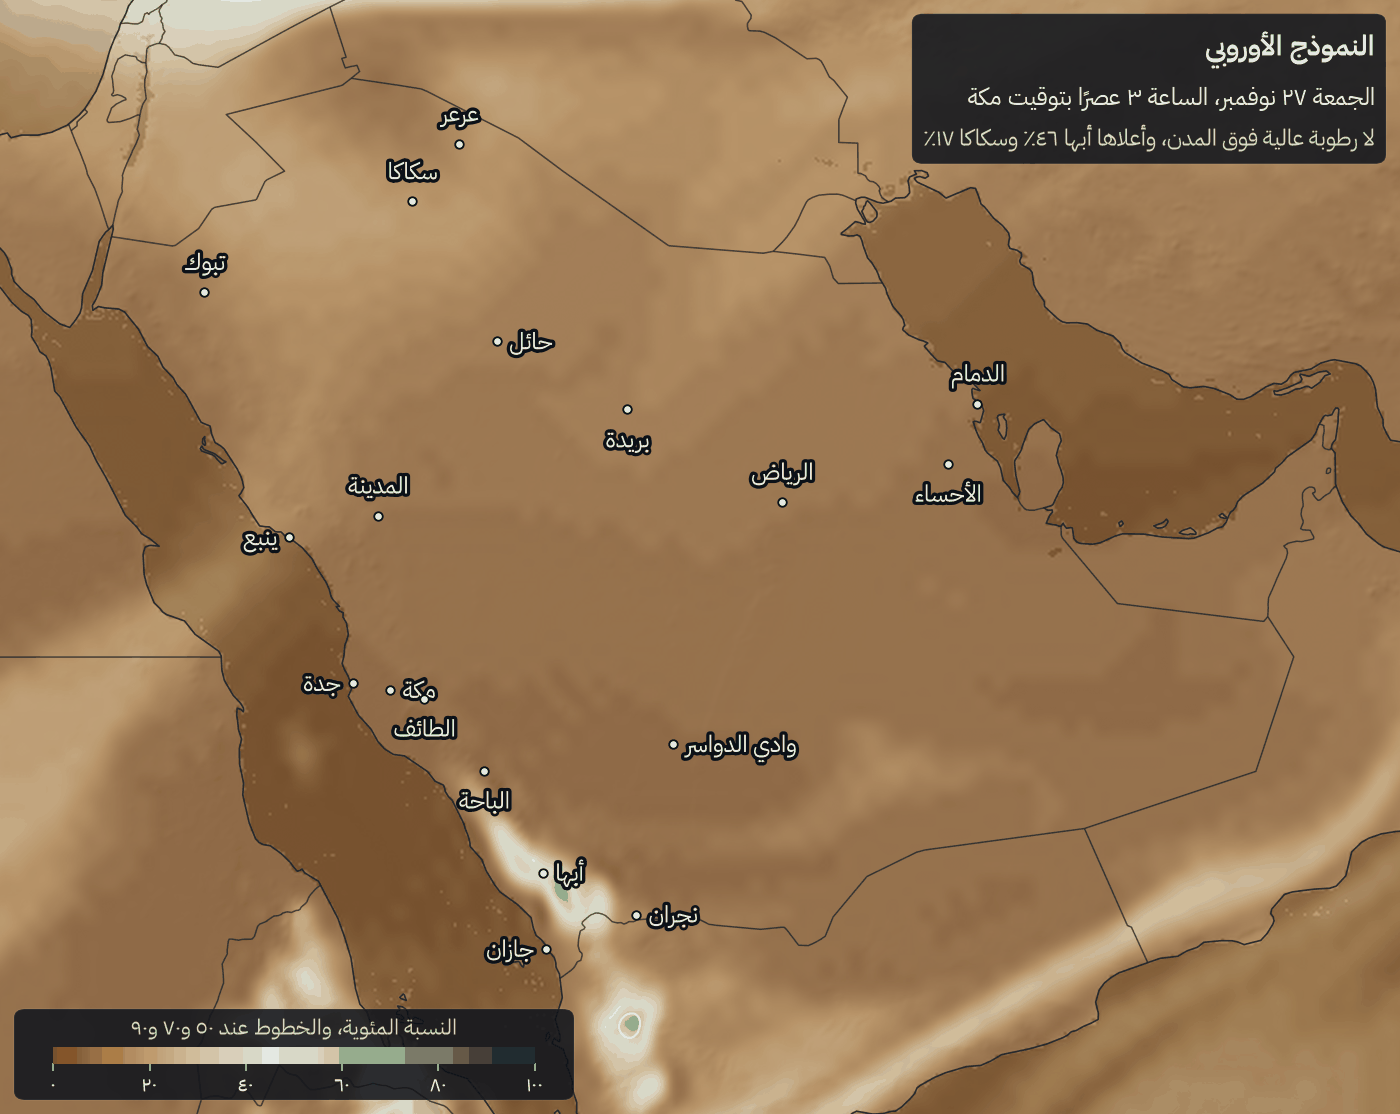 النموذج الأوروبي
الجمعة ٢٧ نوفمبر، الساعة ٣ عصرًا بتوقيت مكة
لا رطوبة عالية فوق المدن، وأعلاها أبها ٤٦٪ وسكاكا ١٧٪
عرعر
سكاكا
تبوك
حائل
الدمام
بريدة
الرياض
الأحساء
المدينة
ينبع
جدة
مكة
الطائف
وادي الدواسر
الباحة
أبها
نجران
جازان
النسبة المئوية، والخطوط عند ٥٠ و٧٠ و٩٠
٠ ٢٠ ٤٠ ٦٠ ٨٠ ١٠٠